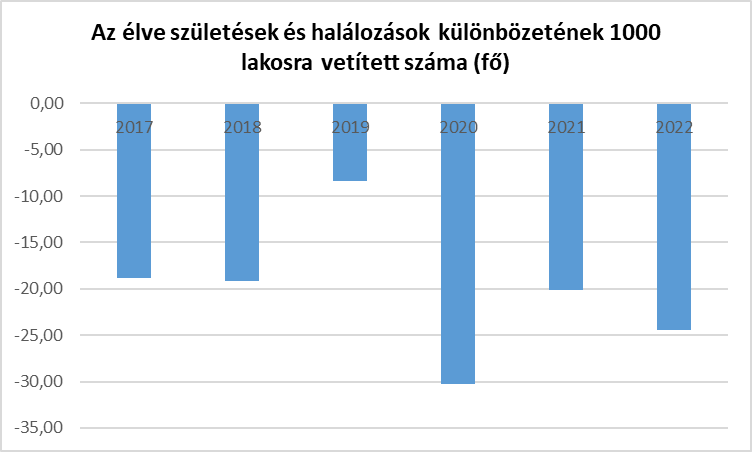 Az élve születések és halálozások különbözetének 1000
lakosra vetített száma (fő)
0,00
2017 2018 2019 2020 2021 2022
-5,00
-10,00
-15,00
-20,00
-25,00
-30,00
-35,00